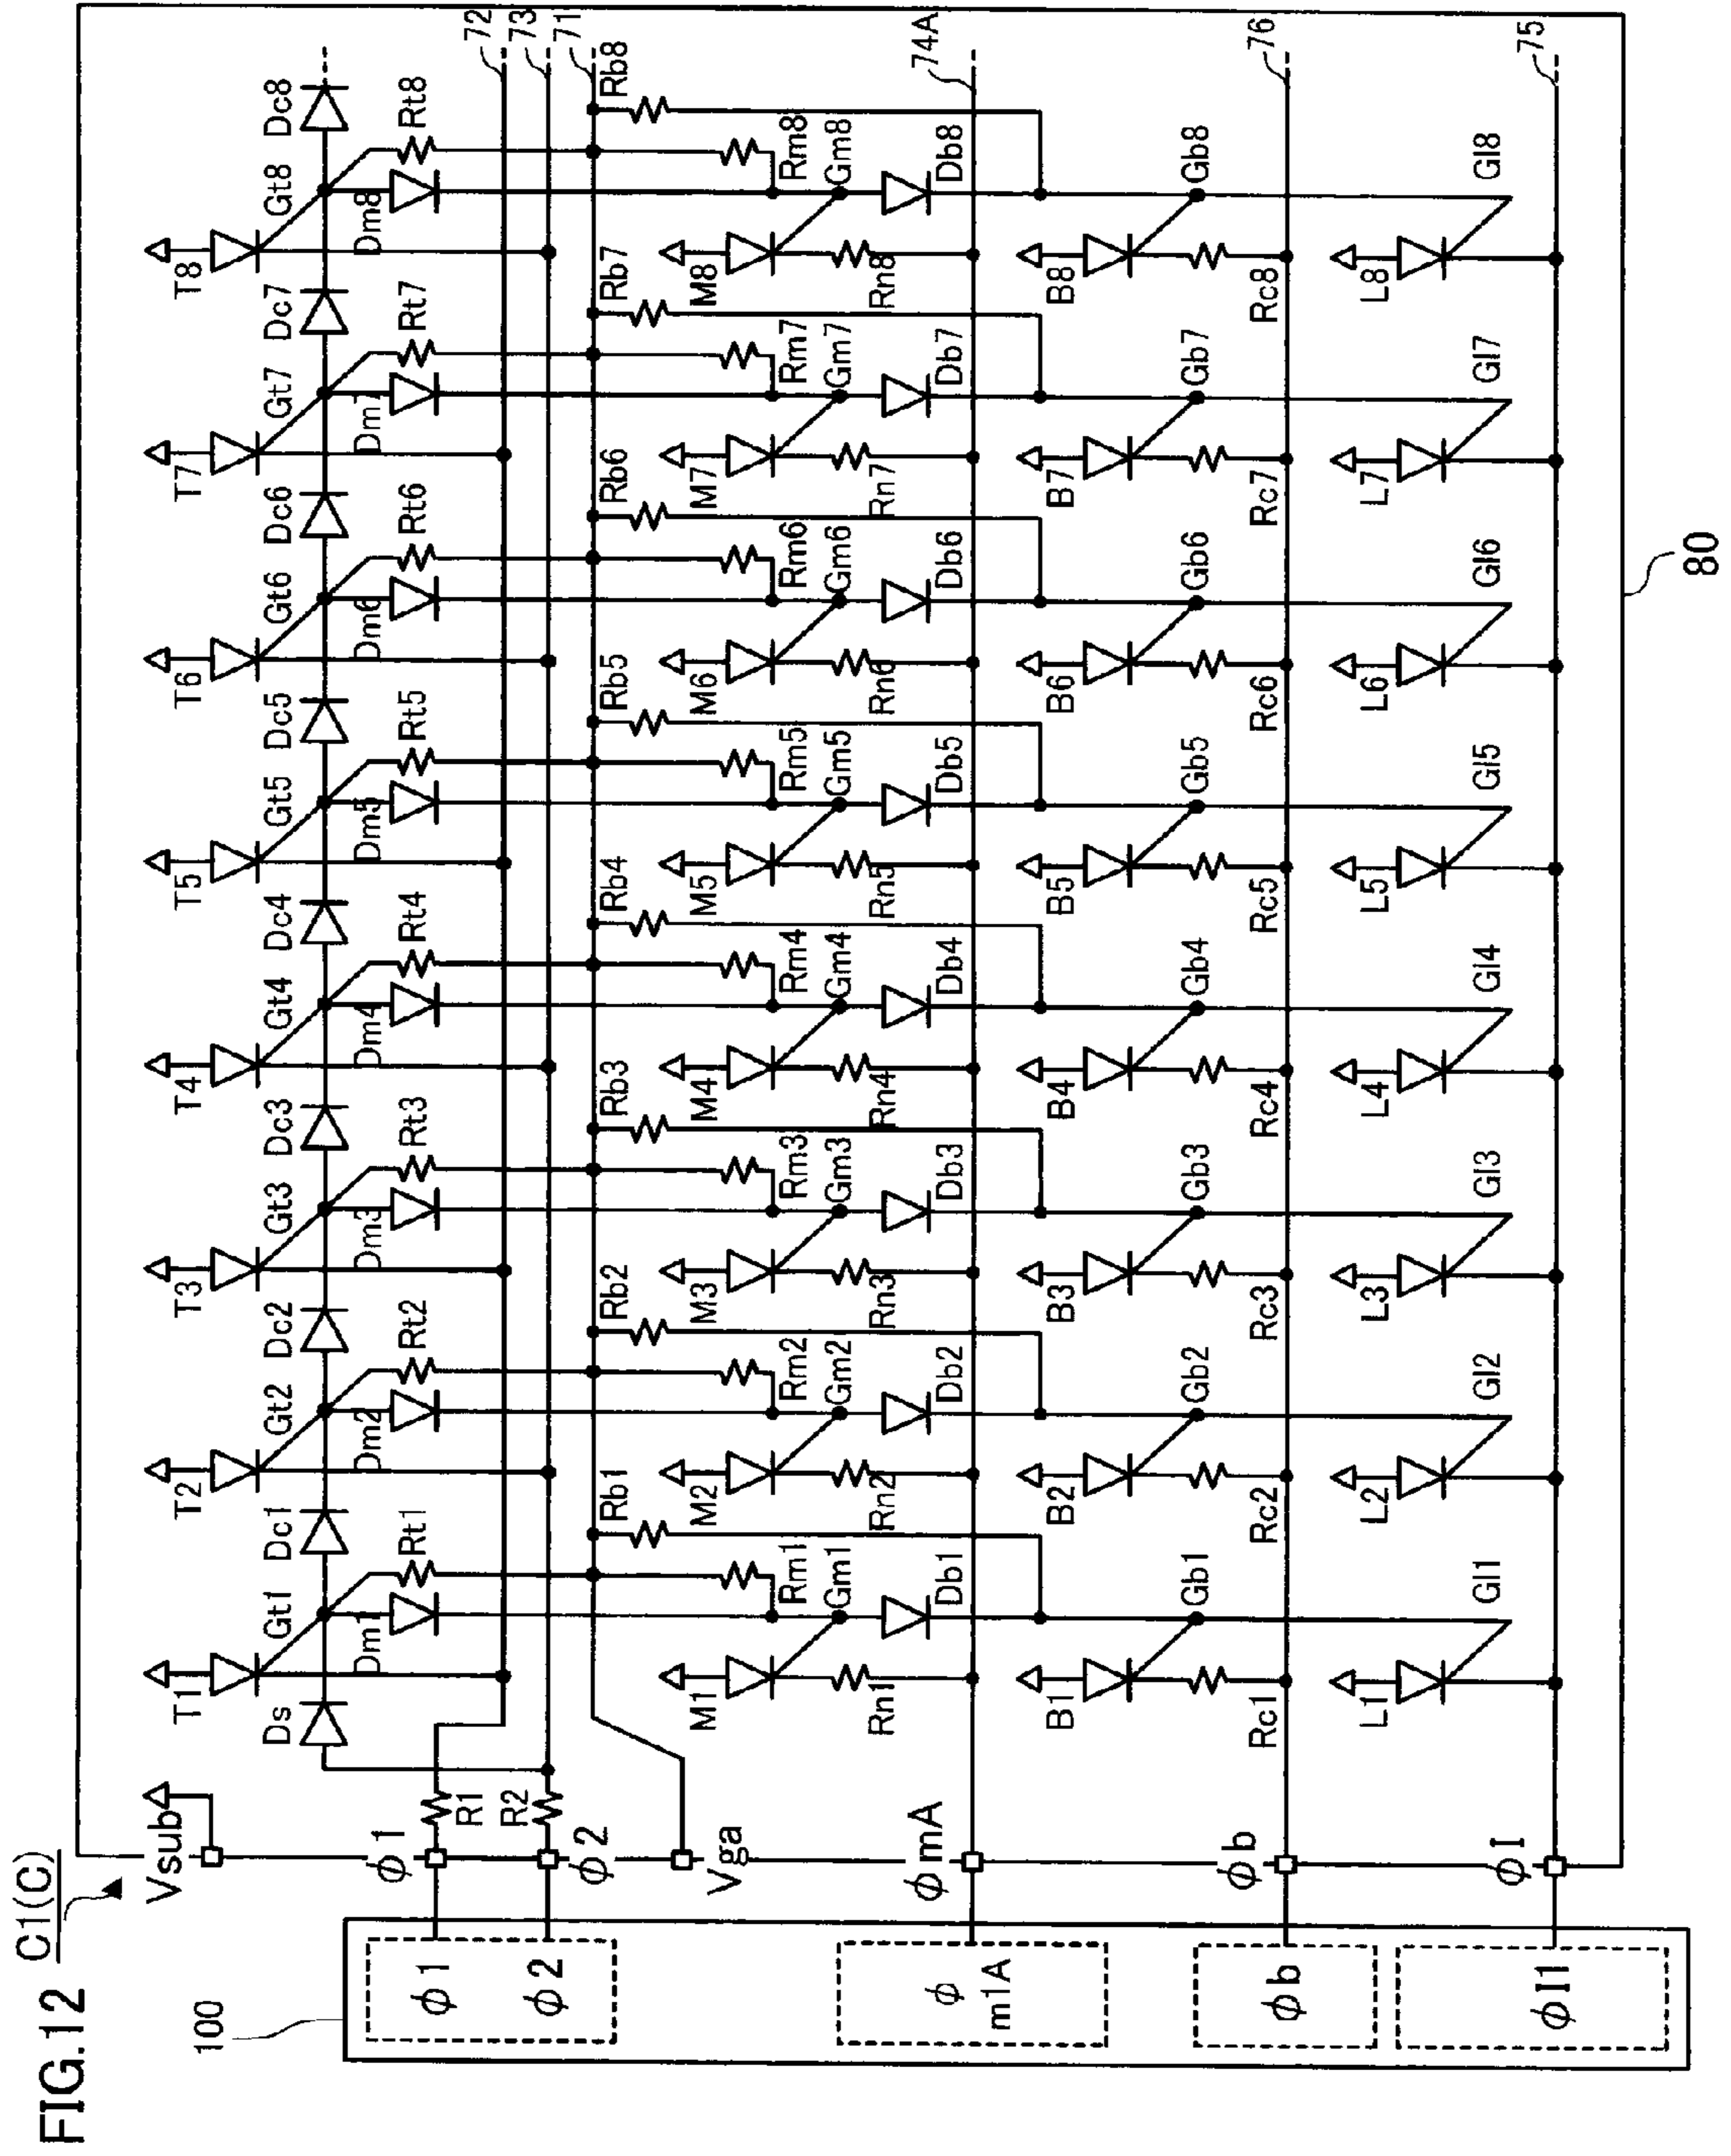 FIG.12
C1(C)
100
80
Vsub
ϕ1
ϕ2
Vga
ϕmA
ϕb
ϕI
ϕ1
ϕ2
ϕ
m1A
ϕb
ϕI1
R1
R2
72
73
71
74A
76
75
Ds
T1 T2 T3 T4 T5 T6 T7 T8
Gt1 Gt2 Gt3 Gt4 Gt5 Gt6 Gt7 Gt8
Dc1 Dc2 Dc3 Dc4 Dc5 Dc6 Dc7 Dc8
Dm1 Dm2 Dm3 Dm4 Dm5 Dm6 Dm7 Dm8
Rt1 Rt2 Rt3 Rt4 Rt5 Rt6 Rt7 Rt8
Rb1 Rb2 Rb3 Rb4 Rb5 Rb6 Rb7 Rb8
M1 M2 M3 M4 M5 M6 M7 M8
Rm1 Rm2 Rm3 Rm4 Rm5 Rm6 Rm7 Rm8
Gm1 Gm2 Gm3 Gm4 Gm5 Gm6 Gm7 Gm8
Rn1 Rn2 Rn3 Rn4 Rn5 Rn6 Rn7 Rn8
Db1 Db2 Db3 Db4 Db5 Db6 Db7 Db8
B1 B2 B3 B4 B5 B6 B7 B8
Gb1 Gb2 Gb3 Gb4 Gb5 Gb6 Gb7 Gb8
Rc1 Rc2 Rc3 Rc4 Rc5 Rc6 Rc7 Rc8
L1 L2 L3 L4 L5 L6 L7 L8
Gl1 Gl2 Gl3 Gl4 Gl5 Gl6 Gl7 Gl8